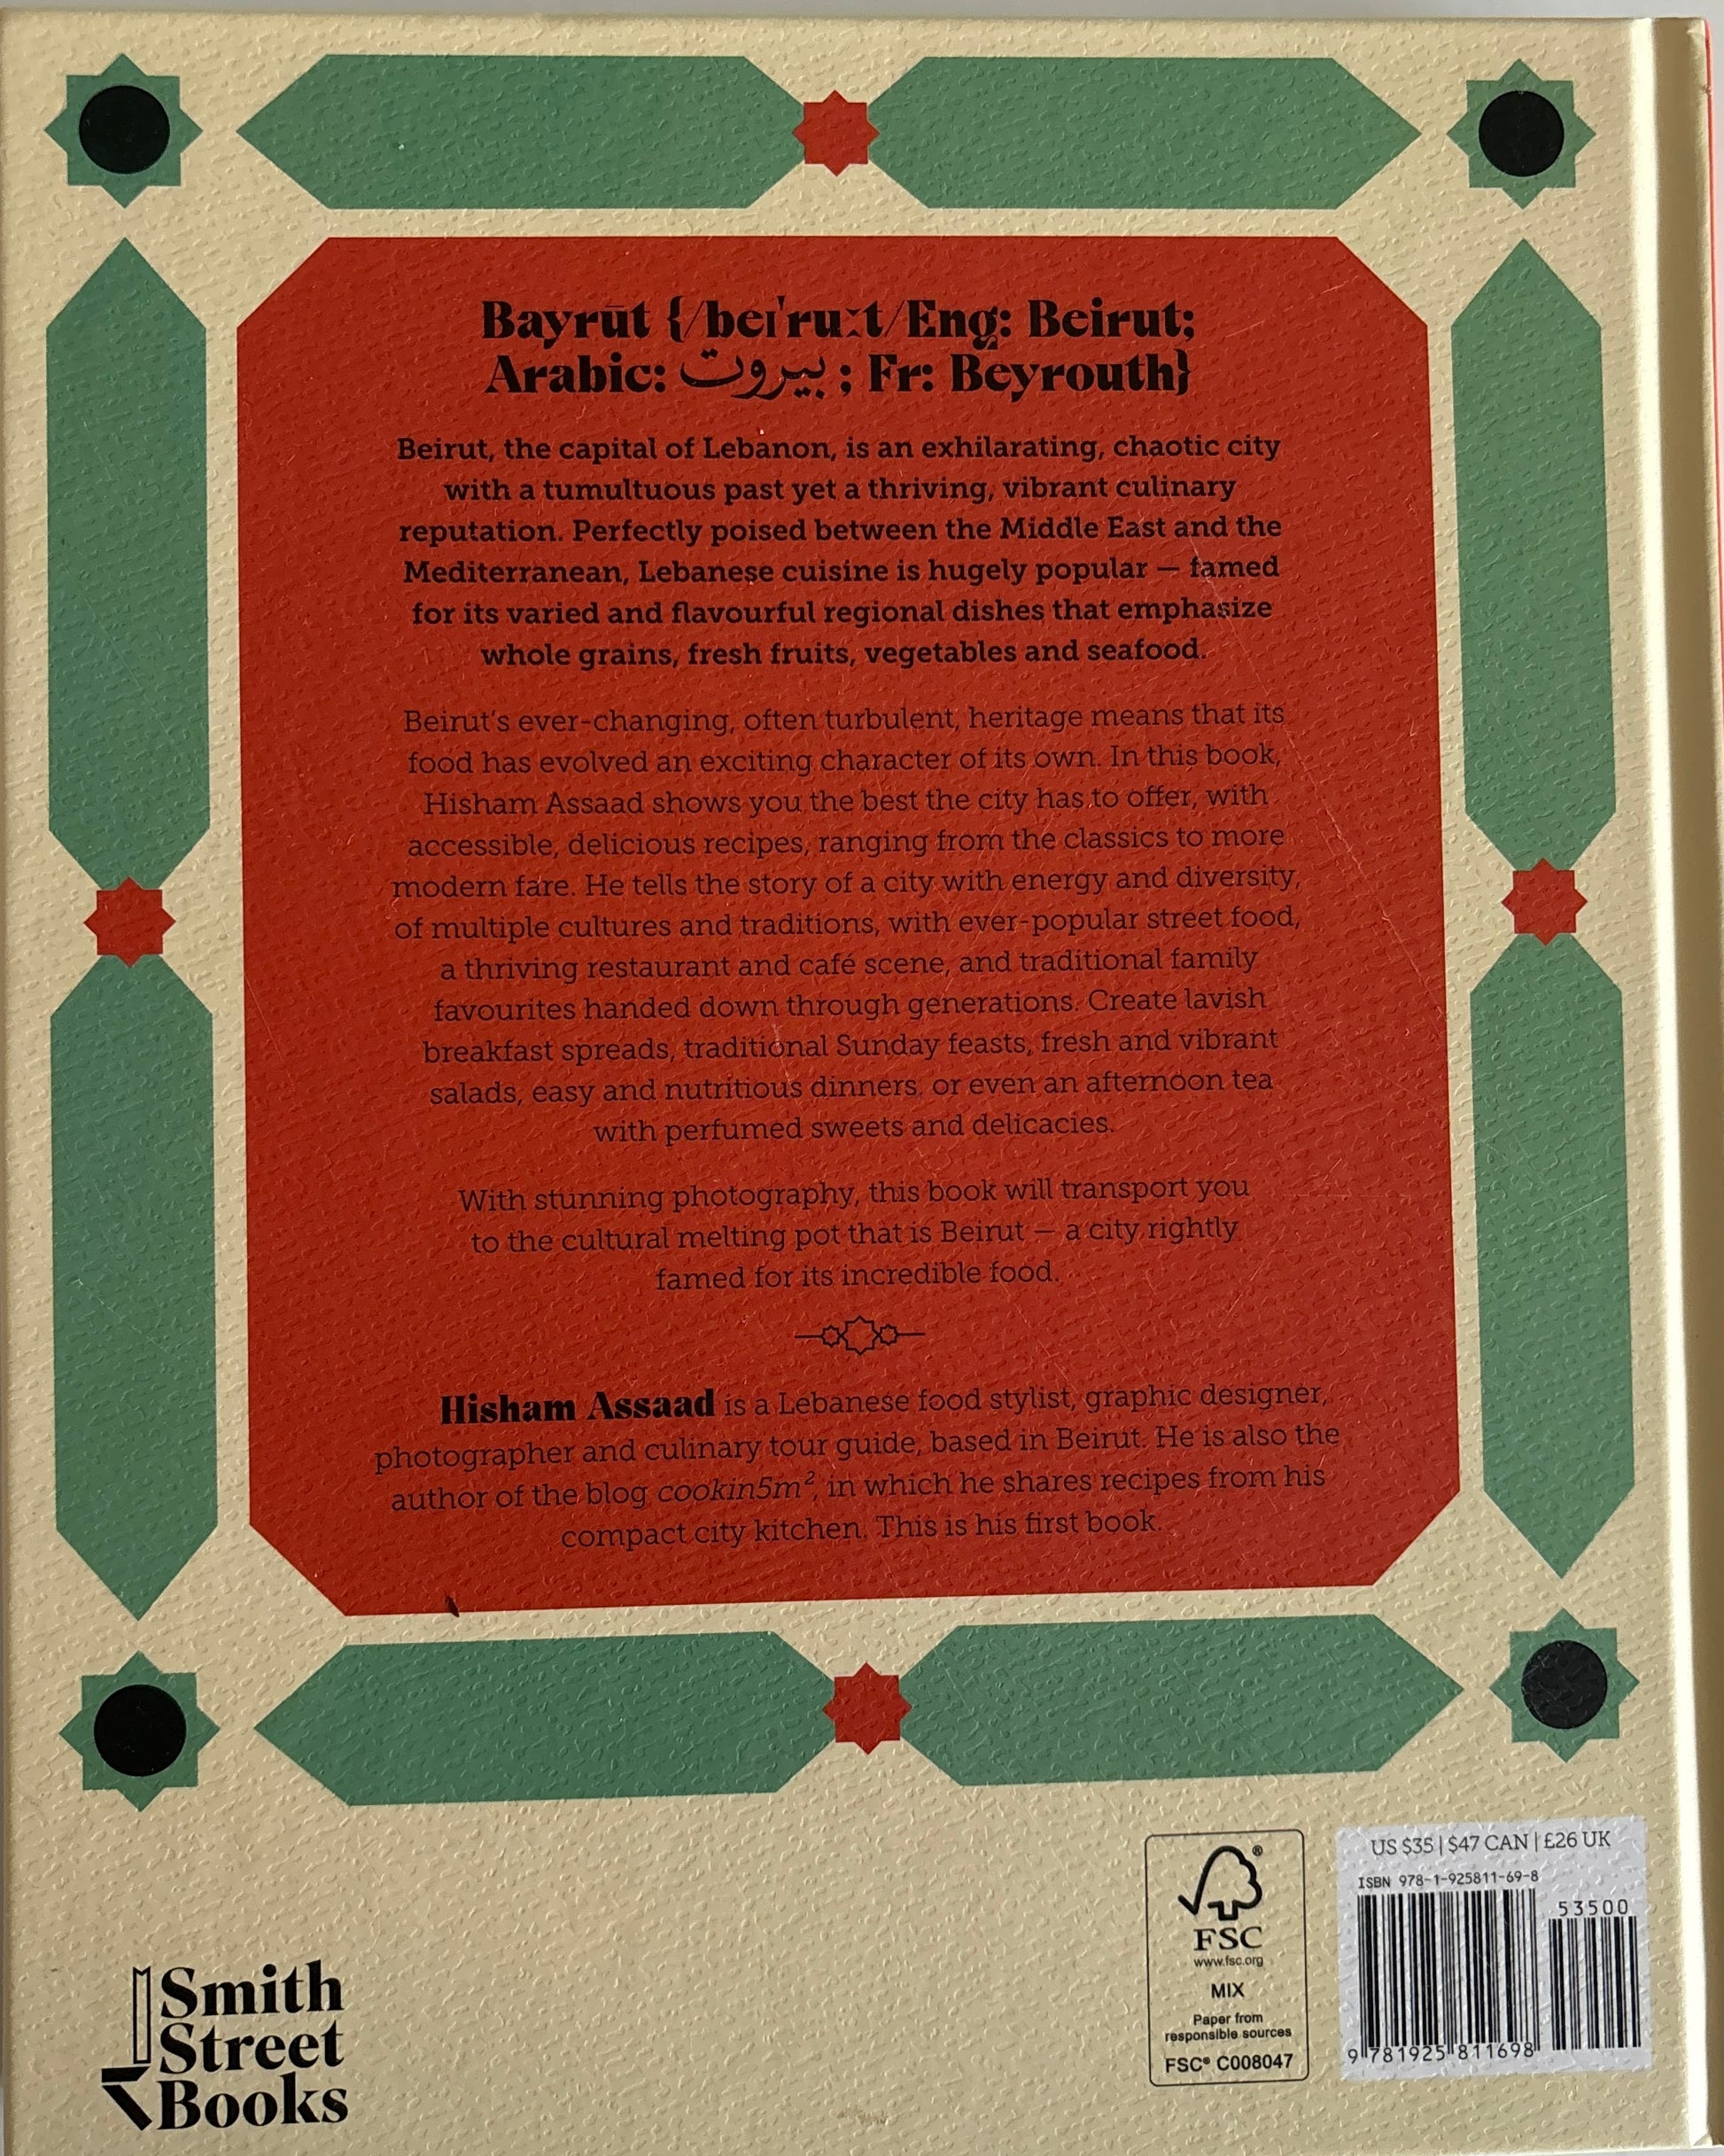 Bayrūt {/beɪˈruːt/Eng: Beirut;
Arabic: بيروت ; Fr: Beyrouth}
Beirut, the capital of Lebanon, is an exhilarating, chaotic city
with a tumultuous past yet a thriving, vibrant culinary
reputation. Perfectly poised between the Middle East and the
Mediterranean, Lebanese cuisine is hugely popular – famed
for its varied and flavourful regional dishes that emphasize
whole grains, fresh fruits, vegetables and seafood.
Beirut's ever-changing, often turbulent, heritage means that its
food has evolved an exciting character of its own. In this book,
Hisham Assaad shows you the best the city has to offer, with
accessible, delicious recipes, ranging from the classics to more
modern fare. He tells the story of a city with energy and diversity,
of multiple cultures and traditions, with ever-popular street food,
a thriving restaurant and café scene, and traditional family
favourites handed down through generations. Create lavish
breakfast spreads, traditional Sunday feasts, fresh and vibrant
salads, easy and nutritious dinners, or even an afternoon tea
with perfumed sweets and delicacies.
With stunning photography, this book will transport you
to the cultural melting pot that is Beirut – a city rightly
famed for its incredible food.
Hisham Assaad is a Lebanese food stylist, graphic designer,
photographer and culinary tour guide, based in Beirut. He is also the
author of the blog cookin5m², in which he shares recipes from his
compact city kitchen. This is his first book.
Smith
Street
Books
®
FSC
www.fsc.org
MIX
Paper from
responsible sources
FSC® C008047
US $35 | $47 CAN | £26 UK
ISBN 978-1-925811-69-8
53500
9 781925 811698